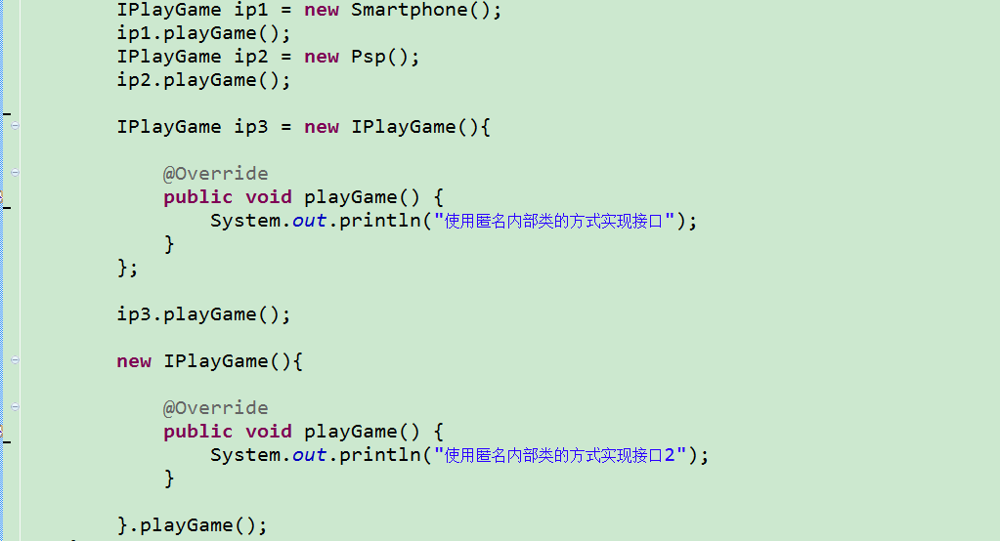 IPlayGame ip1 = new Smartphone();
ip1.playGame();
IPlayGame ip2 = new Psp();
ip2.playGame();
IPlayGame ip3 = new IPlayGame(){
@Override
public void playGame() {
System.out.println("使用匿名内部类的方式实现接口");
}
};
ip3.playGame();
new IPlayGame(){
@Override
public void playGame() {
System.out.println("使用匿名内部类的方式实现接口2");
}
}.playGame();